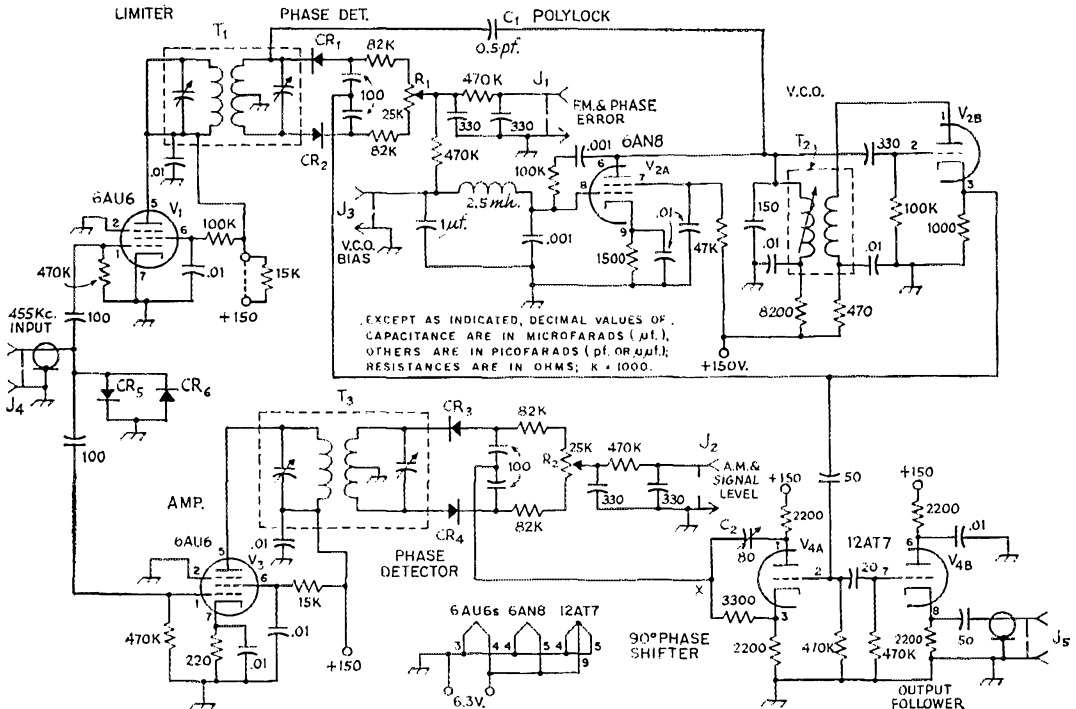 LIMITER
PHASE DET.
C1 POLYLOCK
0.5pf.
T1
CR1
82K
100
R1
25K
CR2
82K
470K
J1
330
330
F.M. & PHASE
ERROR
470K
V.C.O.
V2B
1
2
3
330
6AN8
.001
100K
6
7
8
9
V2A
T2
150
.01
.01
100K
1000
.01
6AU6
V1
5
2
1
6
7
100K
.01
15K
+150
470K
100
J3
V.C.O.
BIAS
1µf.
2.5mh.
.001
1500
.01
47K
8200
470
+150V.
455Kc.
INPUT
J4
CR5
CR6
100
EXCEPT AS INDICATED, DECIMAL VALUES OF
CAPACITANCE ARE IN MICROFARADS (µf.),
OTHERS ARE IN PICOFARADS (pf. OR µµf.);
RESISTANCES ARE IN OHMS; K = 1000.
T3
CR3
82K
100
25K
R2
470K
J2
330
330
A.M. &
SIGNAL
LEVEL
CR4
82K
PHASE
DETECTOR
AMP.
6AU6
V3
5
2
1
6
7
.01
15K
.01
470K
220
.01
+150
50
+150
2200
C2
80
V4A
1
2
3
X
3300
2200
90° PHASE
SHIFTER
12AT7
20
470K
470K
+150
2200
.01
V4B
6
7
8
2200
50
J5
OUTPUT
FOLLOWER
6AU6s 6AN8 12AT7
3
4
4
5
4
5
9
6.3V.